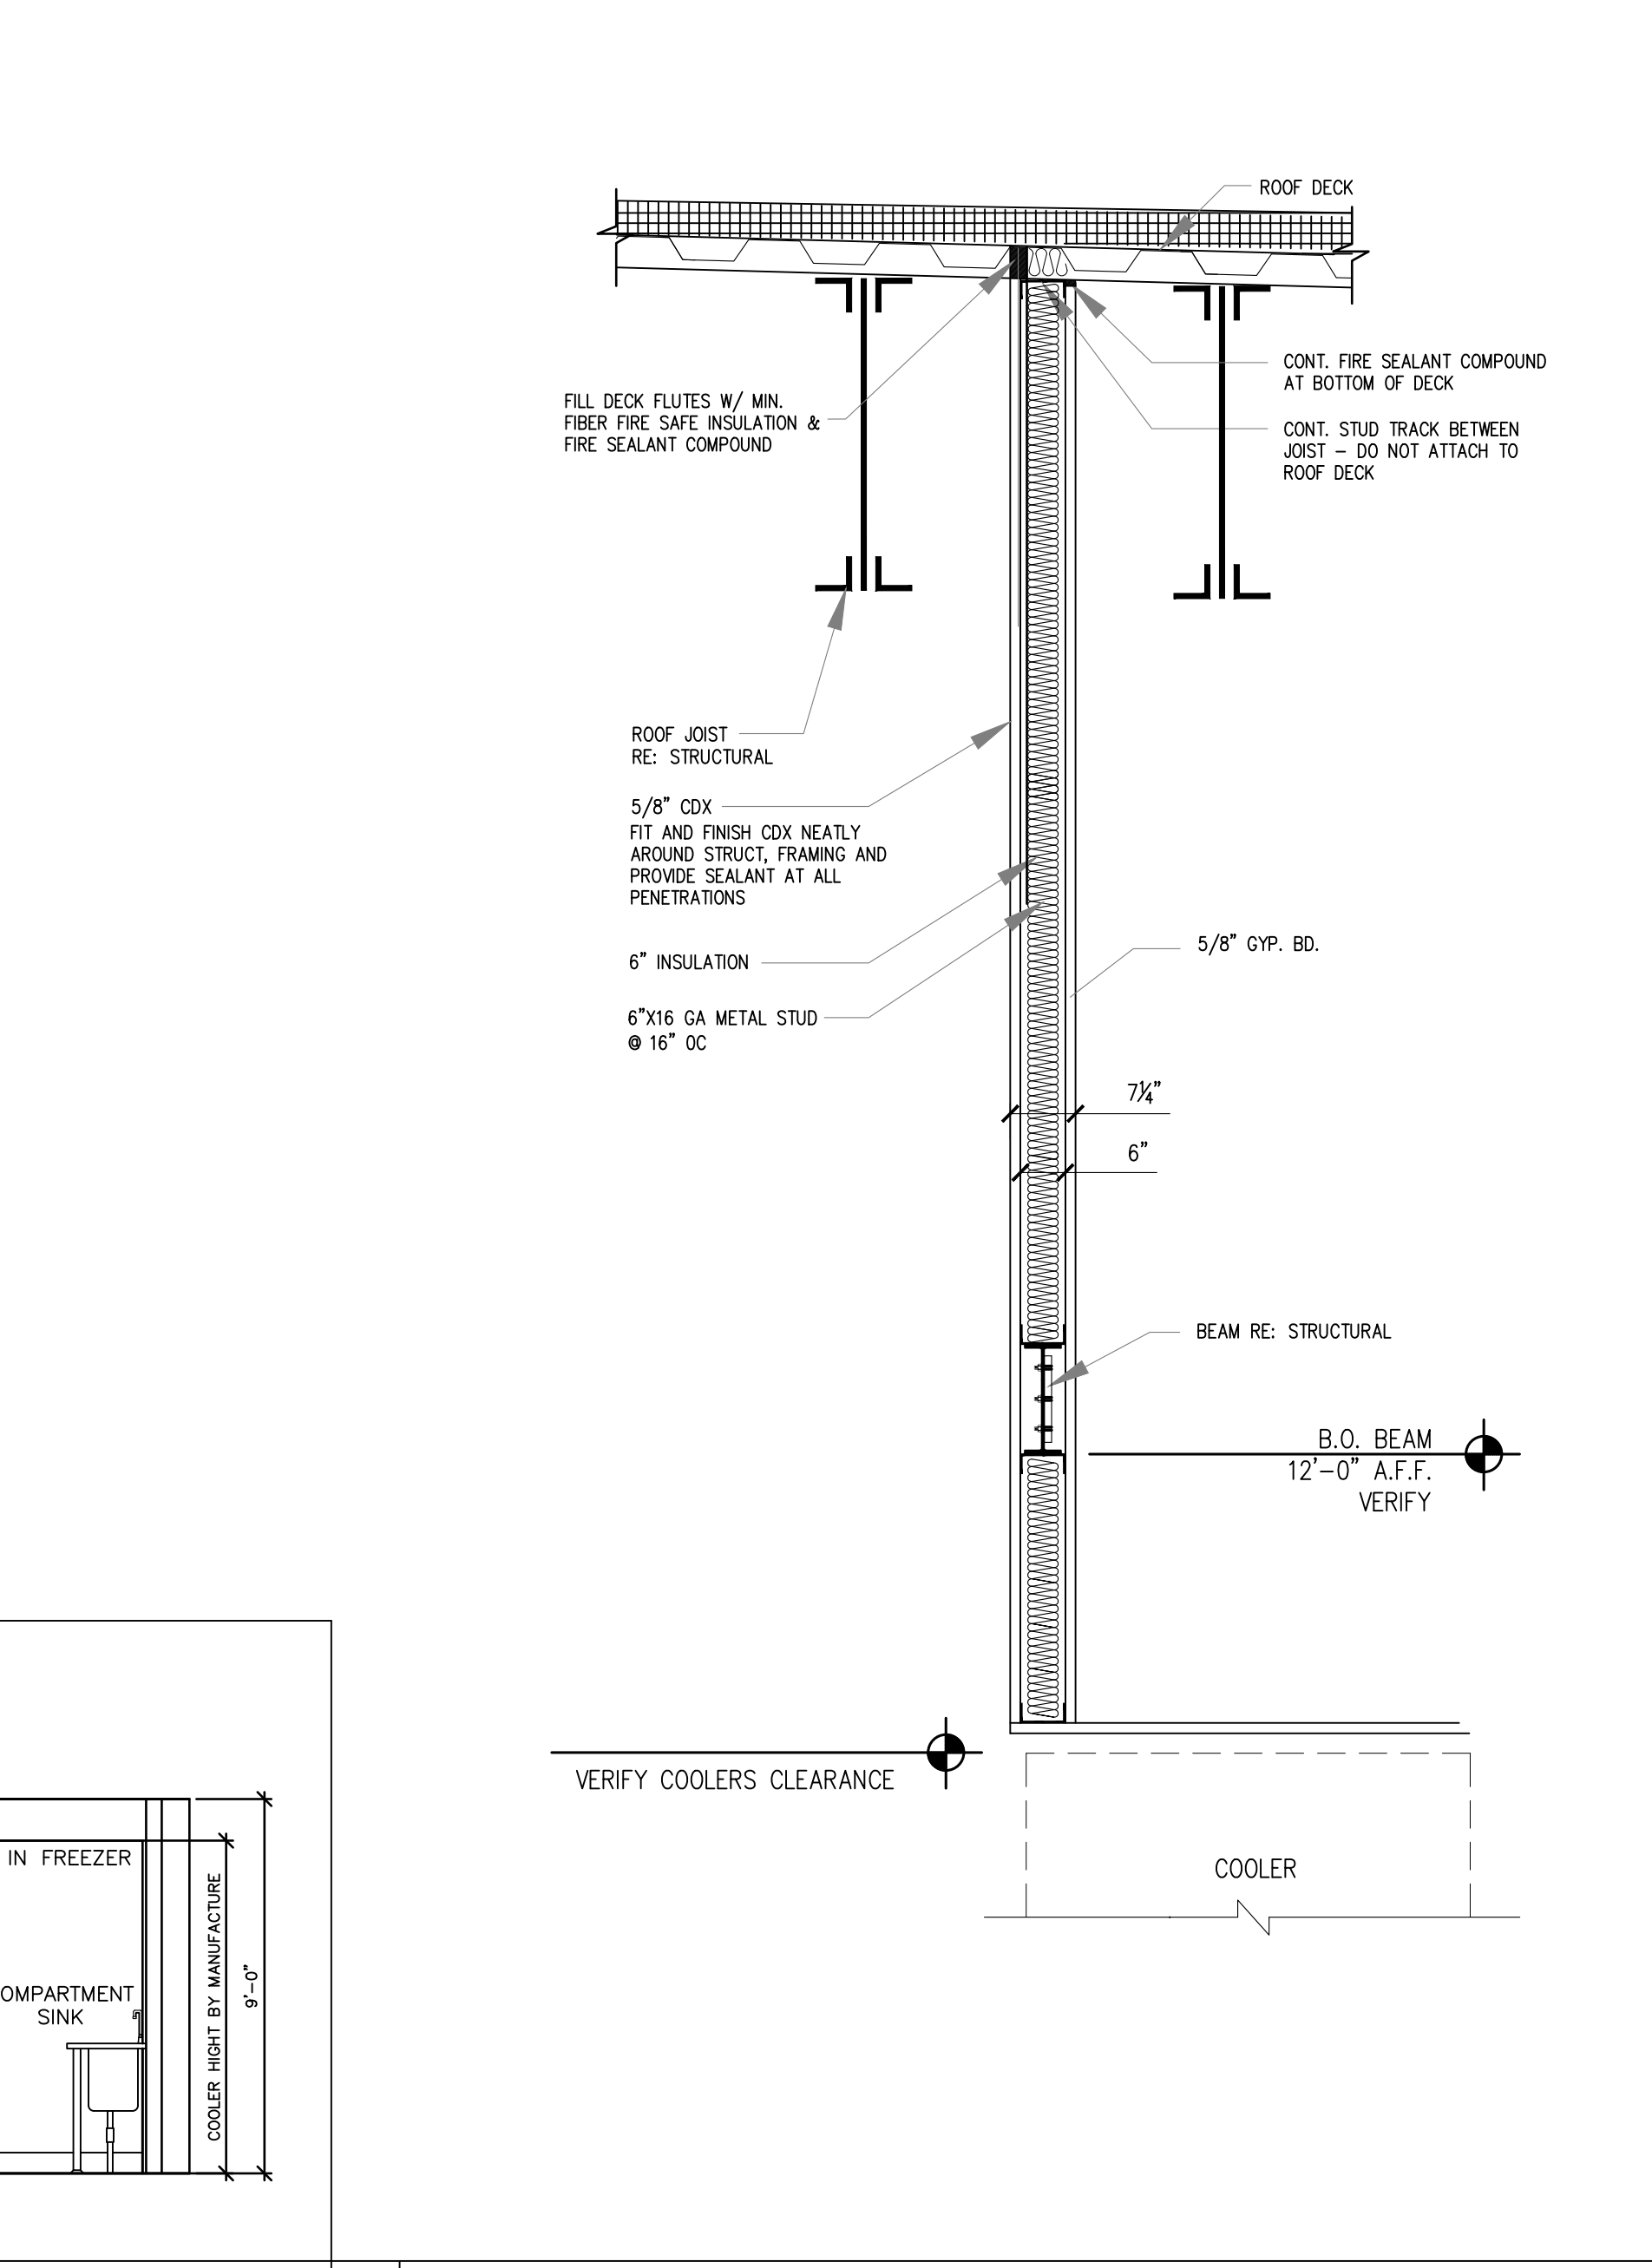 ROOF DECK
CONT. FIRE SEALANT COMPOUND
AT BOTTOM OF DECK
FILL DECK FLUTES W/ MIN.
FIBER FIRE SAFE INSULATION &
FIRE SEALANT COMPOUND
CONT. STUD TRACK BETWEEN
JOIST – DO NOT ATTACH TO
ROOF DECK
ROOF JOIST
RE: STRUCTURAL
5/8" CDX
FIT AND FINISH CDX NEATLY
AROUND STRUCT, FRAMING AND
PROVIDE SEALANT AT ALL
PENETRATIONS
6" INSULATION
5/8" GYP. BD.
6"X16 GA METAL STUD
@ 16" OC
7¼"
6"
BEAM RE: STRUCTURAL
B.O. BEAM
12'–0" A.F.F.
VERIFY
VERIFY COOLERS CLEARANCE
COOLER
IN FREEZER
COOLER HIGHT BY MANUFACTURE
9'–0"
OMPARTMENT
SINK